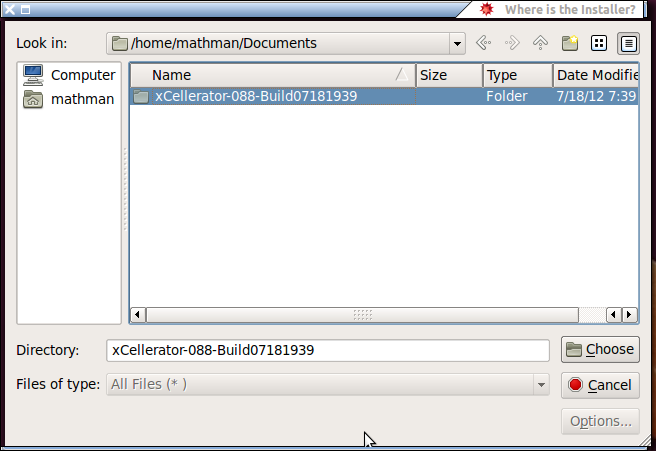 Where is the Installer?
Look in: /home/mathman/Documents
Computer
mathman
Name Size Type Date Modifie
xCellerator-088-Build07181939 Folder 7/18/12 7:39
Directory: xCellerator-088-Build07181939 Choose
Files of type: All Files (* ) Cancel
Options...